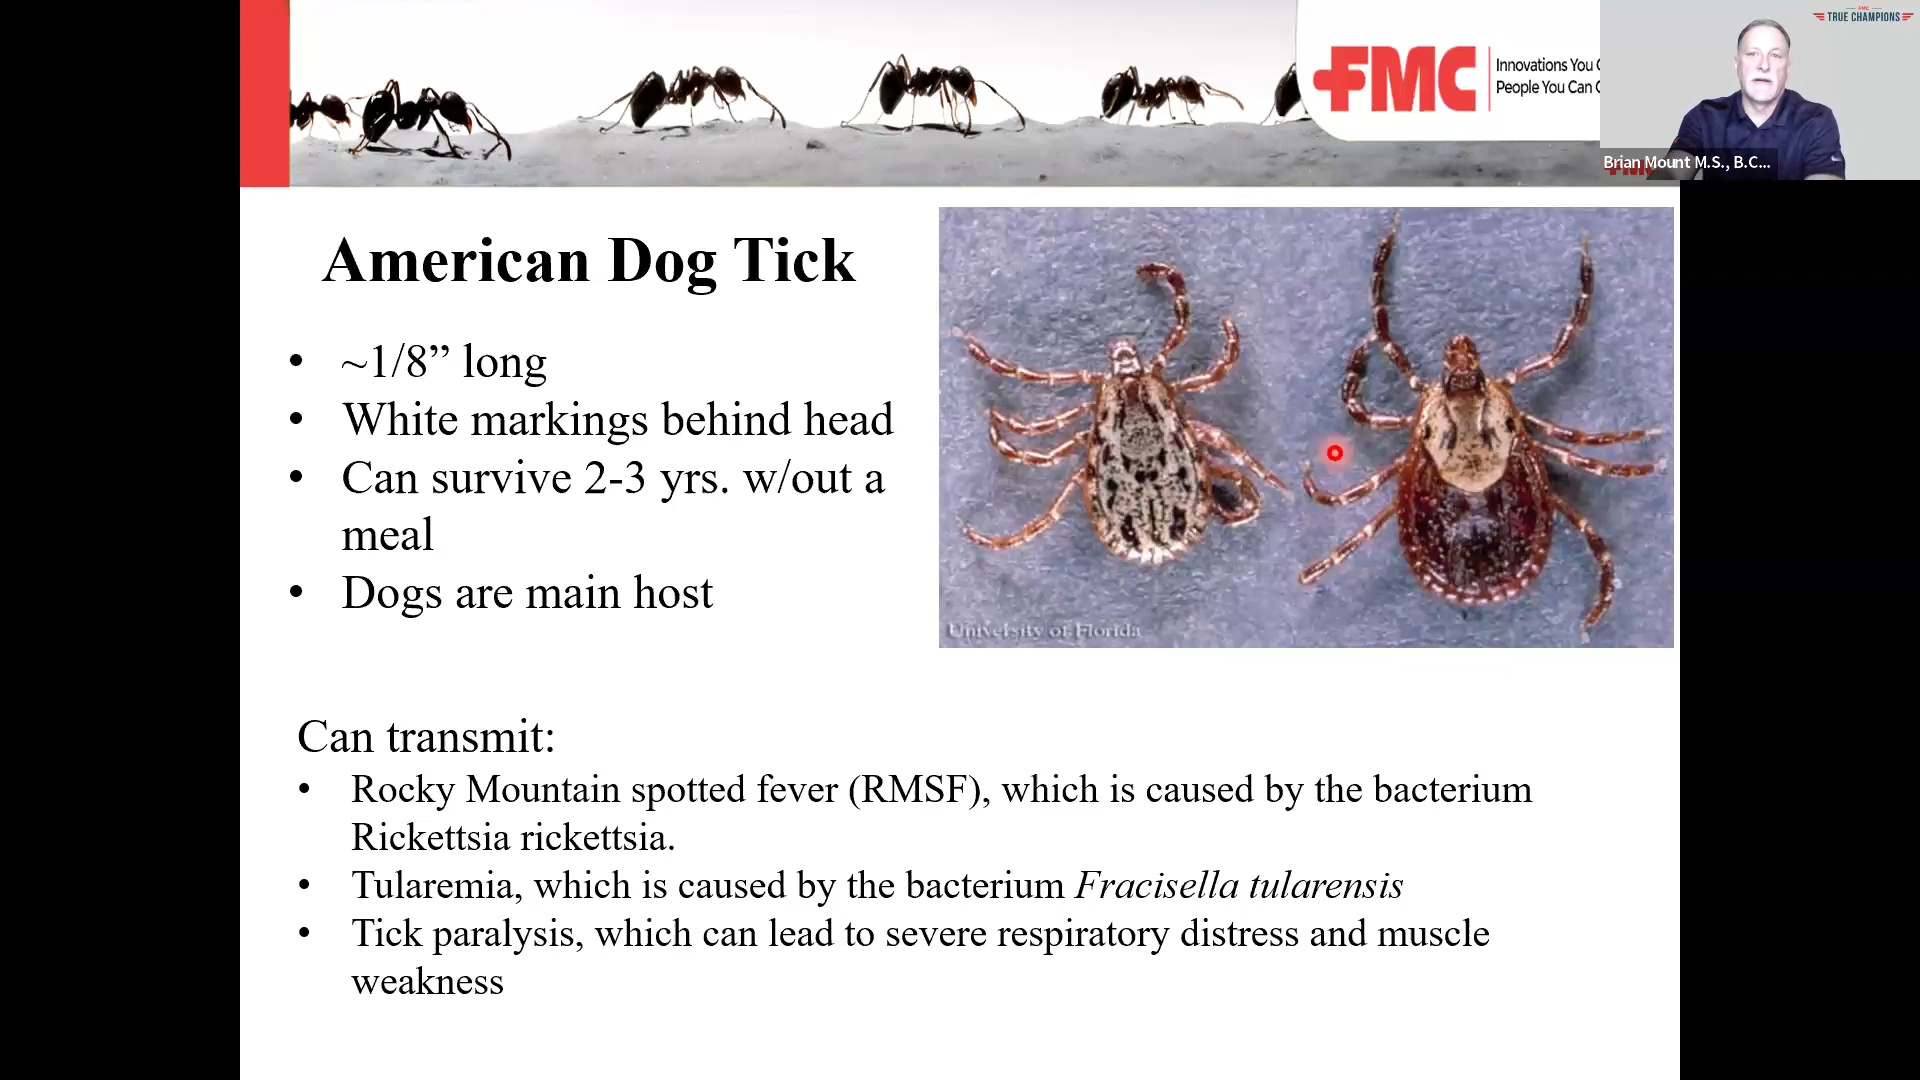 FMC
Innovations You C
People You Can C
FMC
TRUE CHAMPIONS
Brian Mount M.S., B.C...
American Dog Tick
• ~1/8” long
• White markings behind head
• Can survive 2-3 yrs. w/out a
meal
• Dogs are main host
University of Florida
Can transmit:
• Rocky Mountain spotted fever (RMSF), which is caused by the bacterium
Rickettsia rickettsia.
• Tularemia, which is caused by the bacterium Fracisella tularensis
• Tick paralysis, which can lead to severe respiratory distress and muscle
weakness